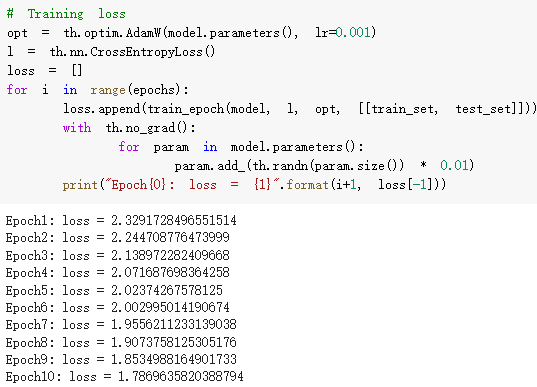 # Training loss
opt = th.optim.AdamW(model.parameters(), lr=0.001)
l = th.nn.CrossEntropyLoss()
loss = []
for i in range(epochs):
        loss.append(train_epoch(model, l, opt, [[train_set, test_set]]))
        with th.no_grad():
                for param in model.parameters():
                        param.add_(th.randn(param.size()) * 0.01)
        print("Epoch{0}: loss = {1}".format(i+1, loss[-1]))
Epoch1: loss = 2.3291728496551514
Epoch2: loss = 2.244708776473999
Epoch3: loss = 2.138972282409668
Epoch4: loss = 2.071687698364258
Epoch5: loss = 2.02374267578125
Epoch6: loss = 2.002995014190674
Epoch7: loss = 1.9556211233139038
Epoch8: loss = 1.9073758125305176
Epoch9: loss = 1.8534988164901733
Epoch10: loss = 1.7869635820388794